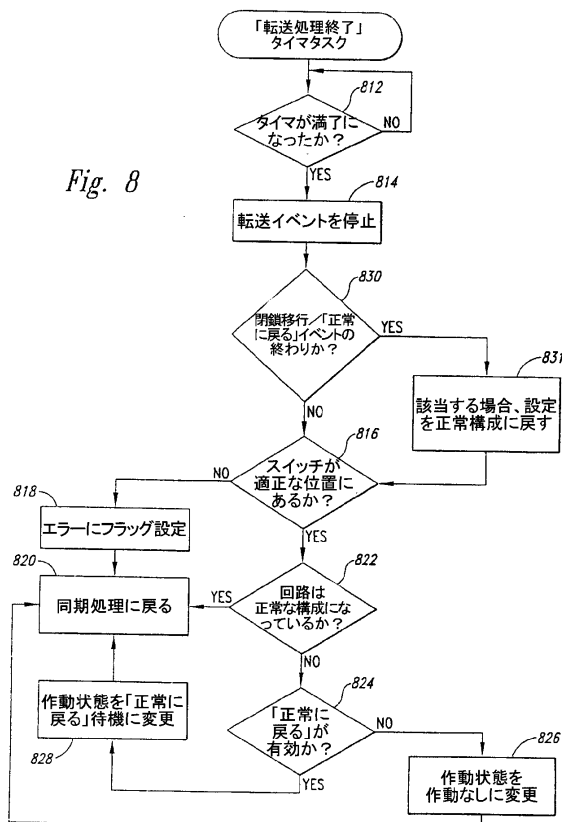 「転送処理終了」
タイマタスク
812
タイマが満了に
なったか？
NO
YES
Fig. 8
814
転送イベントを停止
830
閉鎖移行／「正常
に戻る」イベントの
終わりか？
YES
NO
831
該当する場合、設定
を正常構成に戻す
816
スイッチが
適正な位置に
あるか？
NO
YES
818
エラーにフラッグ設定
820
同期処理に戻る
822
回路は
正常な構成になっ
ているか？
YES
NO
824
「正常に
戻る」が
有効か？
NO
YES
作動状態を「正常に
戻る」待機に変更
828
826
作動状態を
作動なしに変更